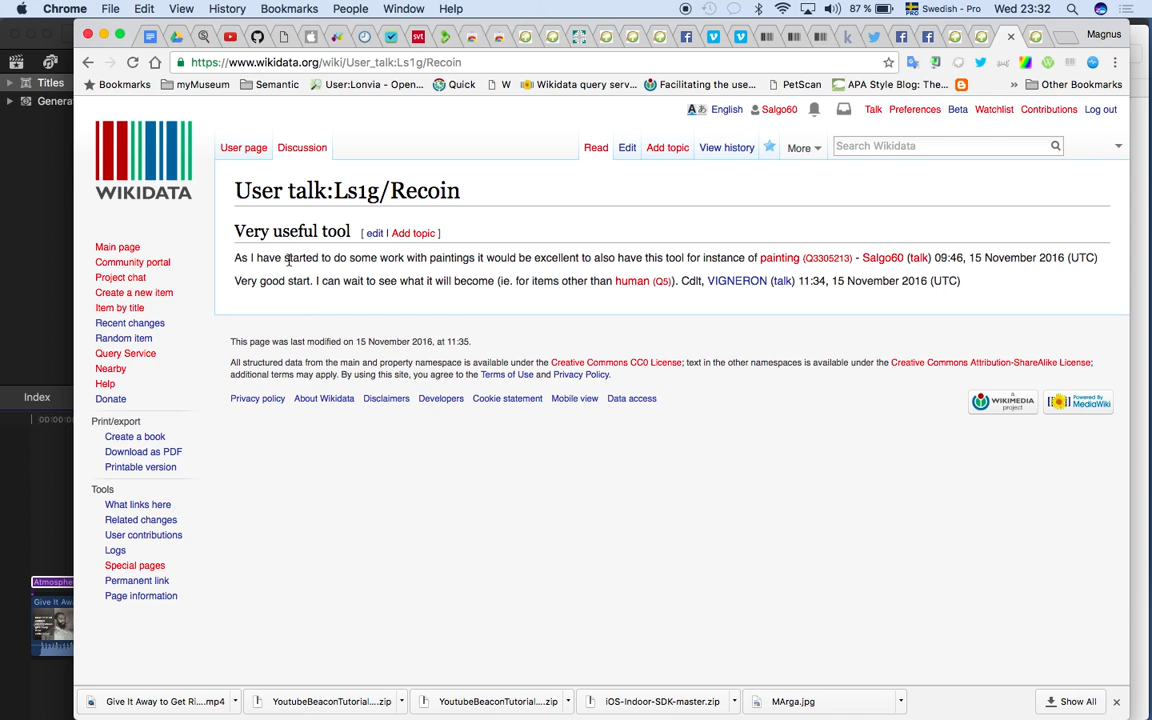 Chrome File Edit View History Bookmarks People Window Help 87 % Swedish - Pro Wed 23:32
Magnus
https://www.wikidata.org/wiki/User_talk:Ls1g/Recoin
Bookmarks myMuseum Semantic User:Lonvia - Open... W Wikidata query serv... Facilitating the use... PetScan APA Style Blog: The... » Other Bookmarks
Titles
Genera
English Salgo60 Talk Preferences Beta Watchlist Contributions Log out
WIKIDATA
User page Discussion Read Edit Add topic View history More Search Wikidata
User talk:Ls1g/Recoin
Very useful tool [ edit | Add topic ]
As I have started to do some work with paintings it would be excellent to also have this tool for instance of painting (Q3305213) - Salgo60 (talk) 09:46, 15 November 2016 (UTC)
Very good start. I can wait to see what it will become (ie. for items other than human (Q5)). Cdlt, VIGNERON (talk) 11:34, 15 November 2016 (UTC)
This page was last modified on 15 November 2016, at 11:35.
All structured data from the main and property namespace is available under the Creative Commons CC0 License; text in the other namespaces is available under the Creative Commons Attribution-ShareAlike License;
additional terms may apply. By using this site, you agree to the Terms of Use and Privacy Policy.
Privacy policy About Wikidata Disclaimers Developers Cookie statement Mobile view Data access
A WIKIMEDIA project
Powered By MediaWiki
Main page
Community portal
Project chat
Create a new item
Item by title
Recent changes
Random item
Query Service
Nearby
Help
Donate
Print/export
Create a book
Download as PDF
Printable version
Tools
What links here
Related changes
User contributions
Logs
Special pages
Permanent link
Page information
Index
Atmosphe
Give It Away
Give It Away to Get Ri....mp4 YoutubeBeaconTutorial....zip YoutubeBeaconTutorial....zip iOS-Indoor-SDK-master.zip MArga.jpg Show All